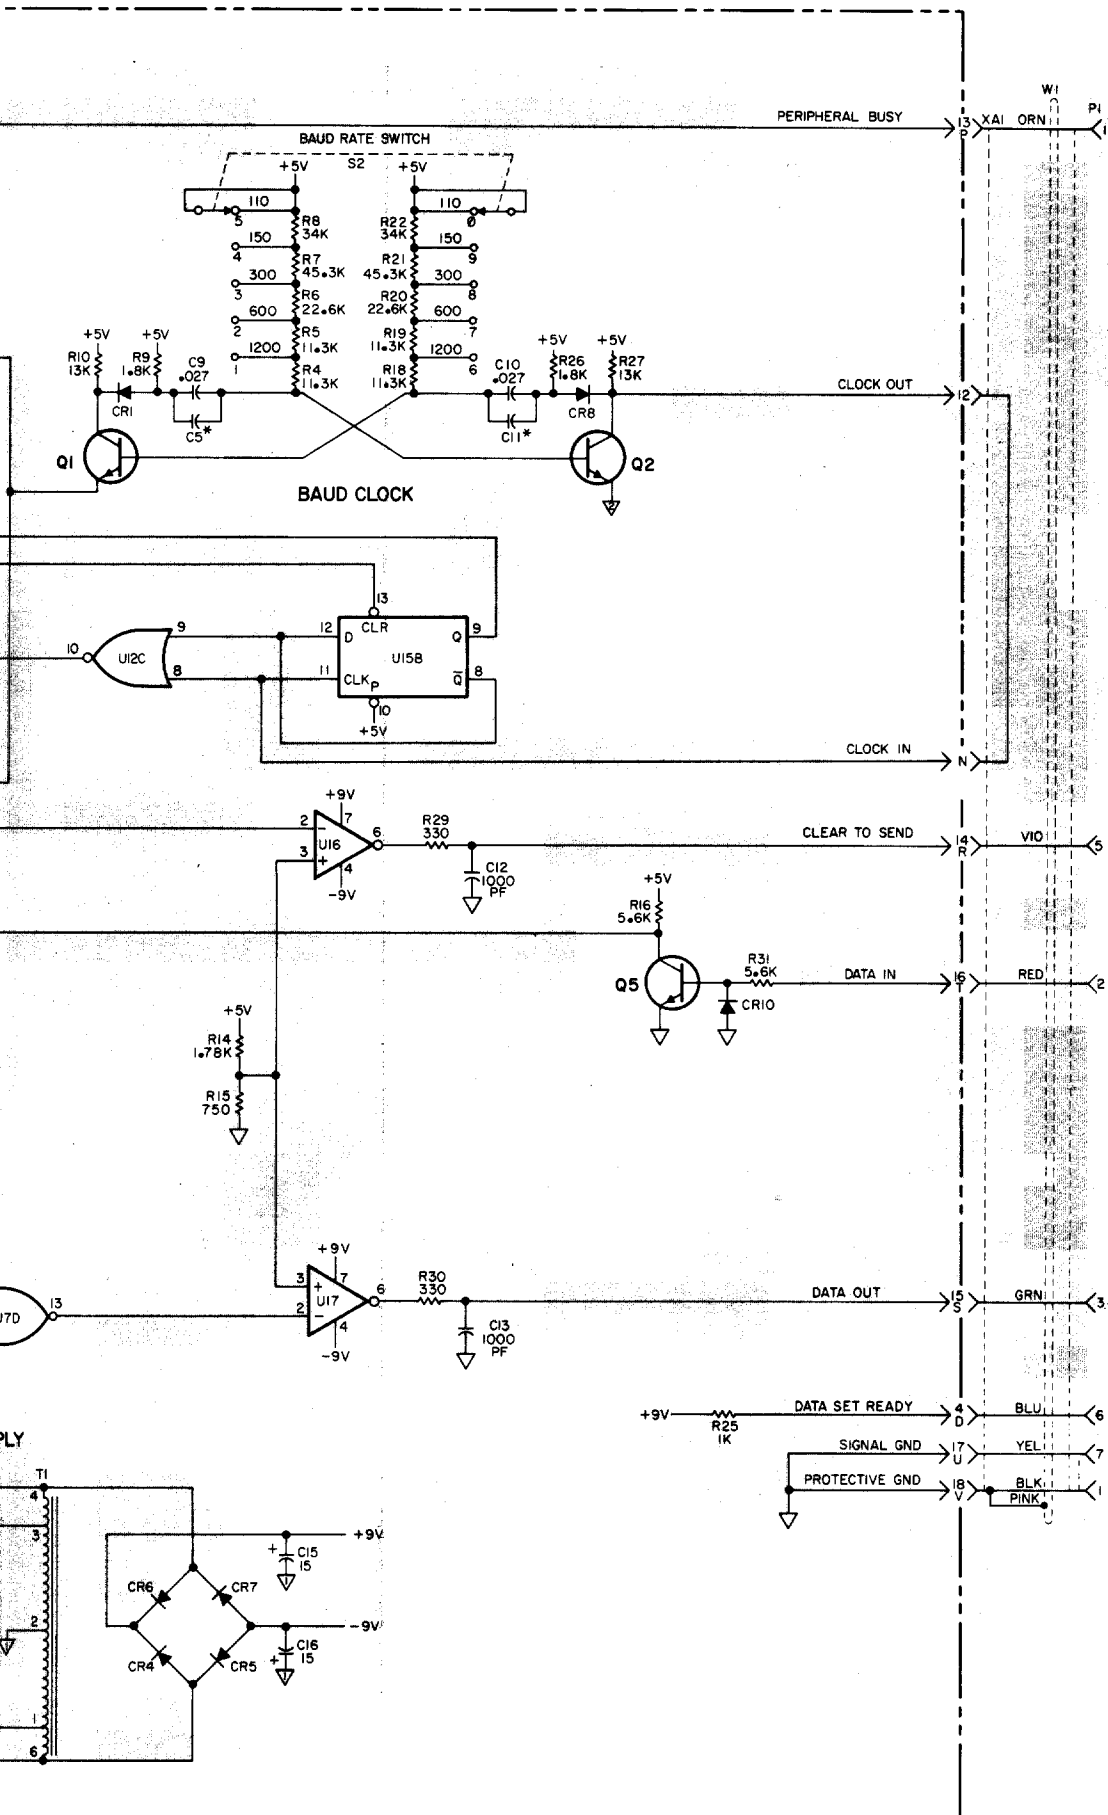 W1
P1
PERIPHERAL BUSY
13
P
XA1 ORN
BAUD RATE SWITCH
S2
+5V
+5V
110
110
5
0
R8
34K
R22
34K
150
150
4
9
R7
45.3K
R21
45.3K
300
300
3
8
R6
22.6K
R20
22.6K
600
600
2
7
R5
11.3K
R19
11.3K
1200
1200
1
6
R4
11.3K
R18
11.3K
+5V
+5V
R10
13K
R9
1.8K
C9
.027
CR1
C5*
C10
.027
C11*
+5V
+5V
R26
1.8K
R27
13K
CR8
CLOCK OUT
12
Q1
Q2
2
BAUD CLOCK
13
CLR
12
D
Q
9
U15B
11
CLK
P
Q
8
10
+5V
10
U12C
9
8
CLOCK IN
N
+9V
7
2
-
U16
3
+
4
-9V
6
R29
330
C12
1000
PF
CLEAR TO SEND
14
R
VIO
5
+5V
R16
5.6K
Q5
R31
5.6K
CR10
DATA IN
16
T
RED
2
+5V
R14
1.78K
R15
750
+9V
7
3
+
U17
2
-
4
-9V
6
R30
330
C13
1000
PF
DATA OUT
15
S
GRN
3
U7D
13
+9V
R25
1K
DATA SET READY
4
D
BLU
6
SIGNAL GND
17
U
YEL
7
PROTECTIVE GND
18
V
BLK
1
PINK
PLY
T1
4
3
2
1
6
CR6
CR7
CR4
CR5
+9V
+
C15
15
1
-9V
+
C16
15
1